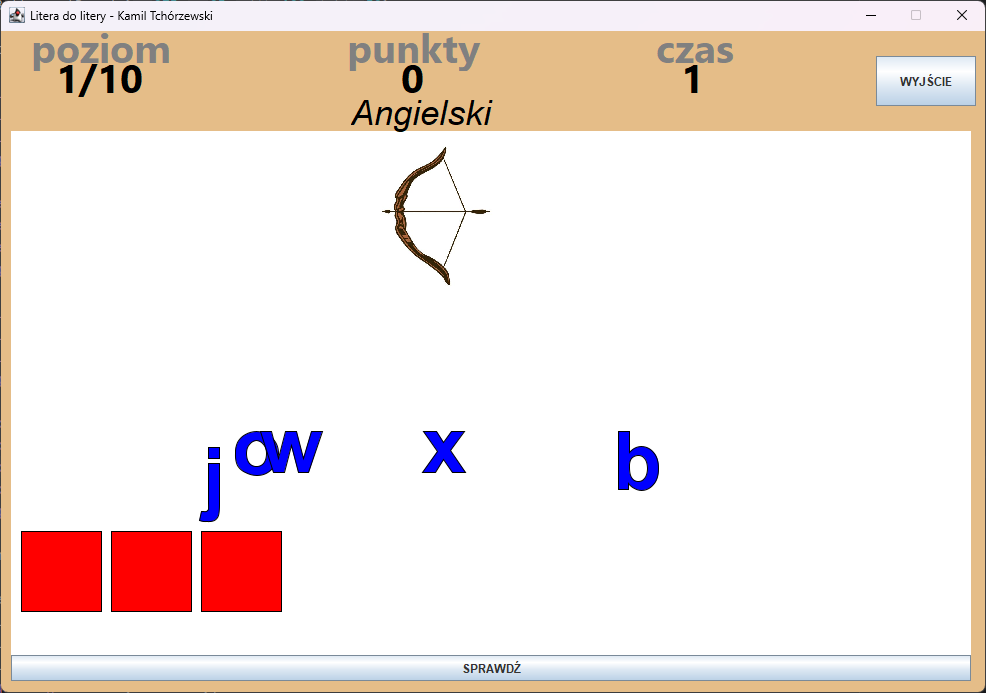 Litera do litery - Kamil Tchórzewski
poziom punkty czas
1/10 0 1
WYJŚCIE
Angielski
j o w x b
SPRAWDŹ